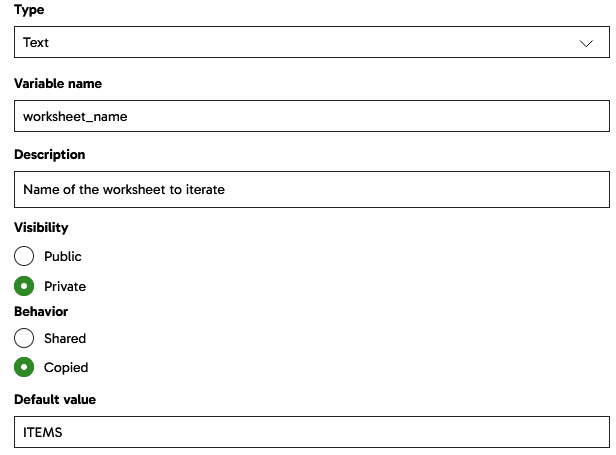 Type
Text
Variable name
worksheet_name
Description
Name of the worksheet to iterate
Visibility
Public
Private
Behavior
Shared
Copied
Default value
ITEMS